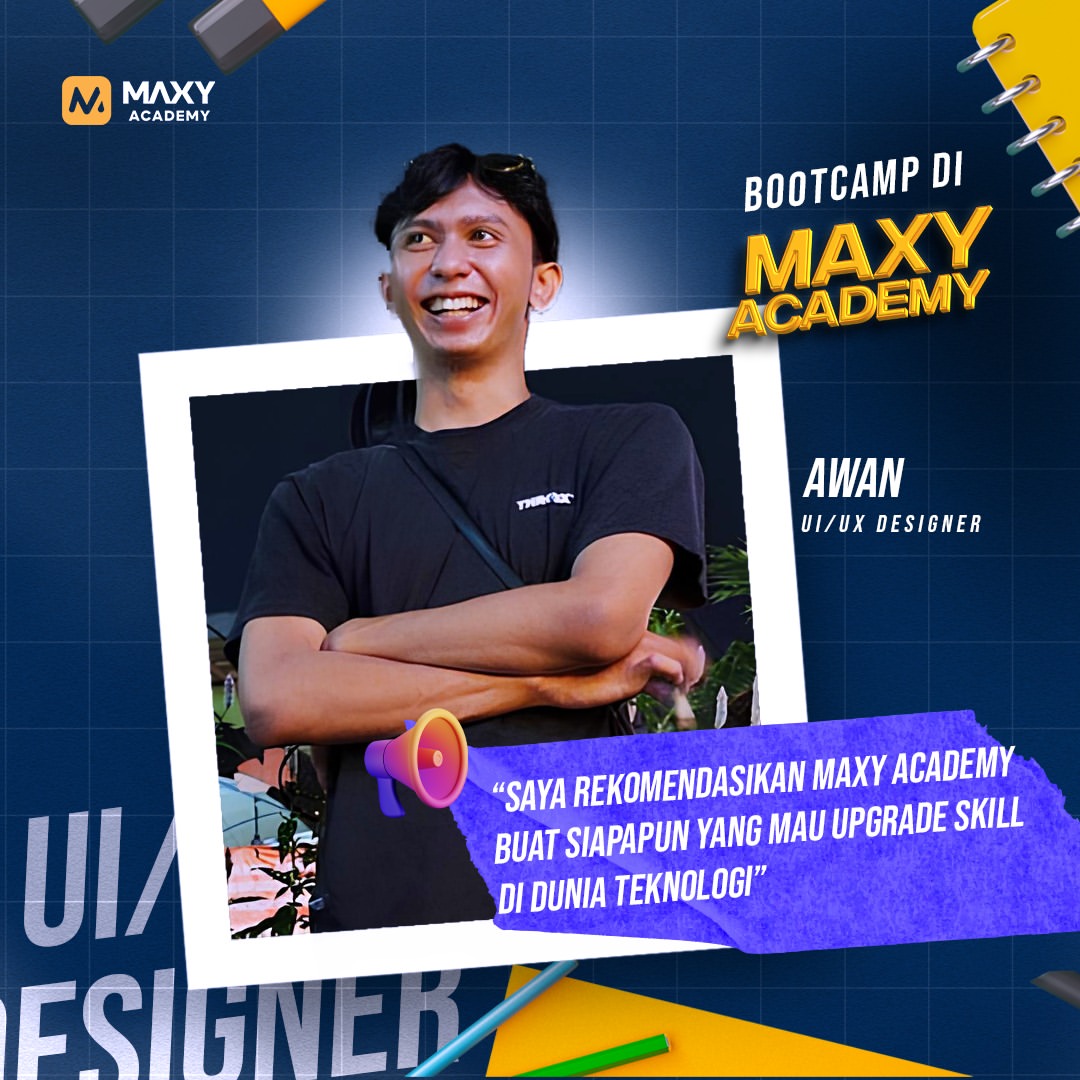 MAXY
ACADEMY
BOOTCAMP DI
MAXY
ACADEMY
AWAN
UI/UX DESIGNER
“SAYA REKOMENDASIKAN MAXY ACADEMY
BUAT SIAPAPUN YANG MAU UPGRADE SKILL
DI DUNIA TEKNOLOGI”
UI/
DESIGNER